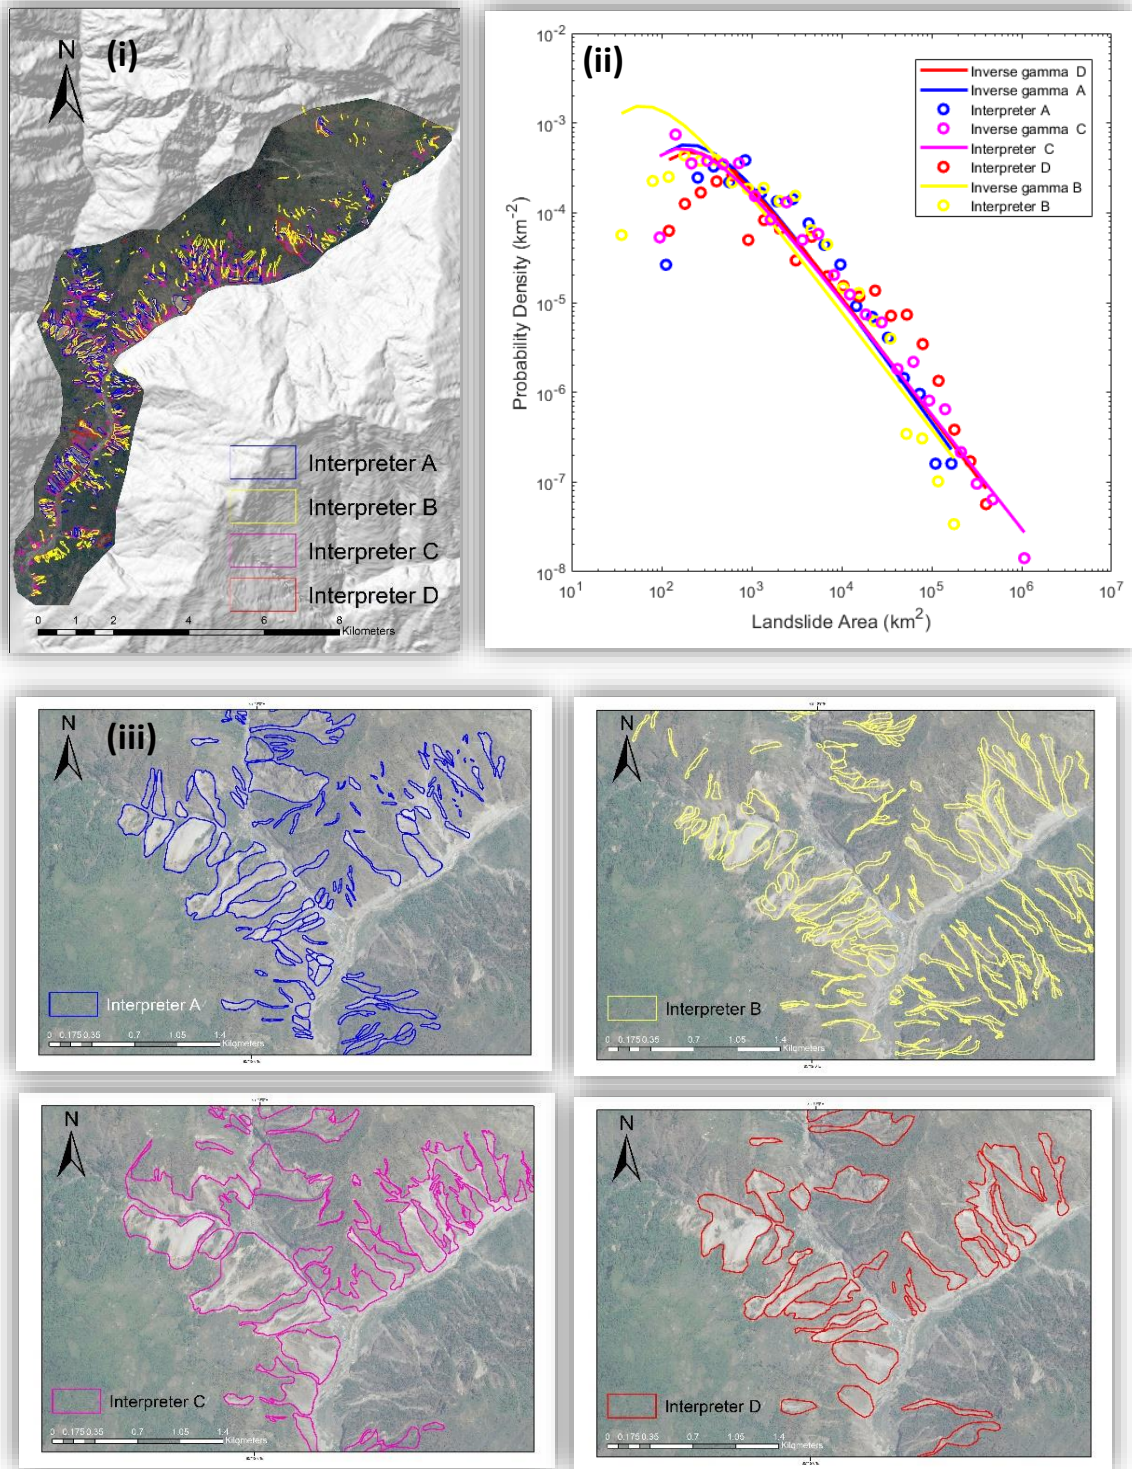 (i)
N
Interpreter A
Interpreter B
Interpreter C
Interpreter D
0 1 2 4 6 8
Kilometers
(ii)
10-2
10-3
10-4
10-5
10-6
10-7
10-8
Probability Density (km-2)
101 102 103 104 105 106 107
Landslide Area (km2)
Inverse gamma D
Inverse gamma A
Interpreter A
Inverse gamma C
Interpreter C
Interpreter D
Inverse gamma B
Interpreter B
(iii)
N
Interpreter A
0 0.175 0.35 0.7 1.05 1.4
Kilometers
N
Interpreter B
0 0.175 0.35 0.7 1.05 1.4
Kilometers
N
Interpreter C
0 0.175 0.35 0.7 1.05 1.4
Kilometers
N
Interpreter D
0 0.175 0.35 0.7 1.05 1.4
Kilometers